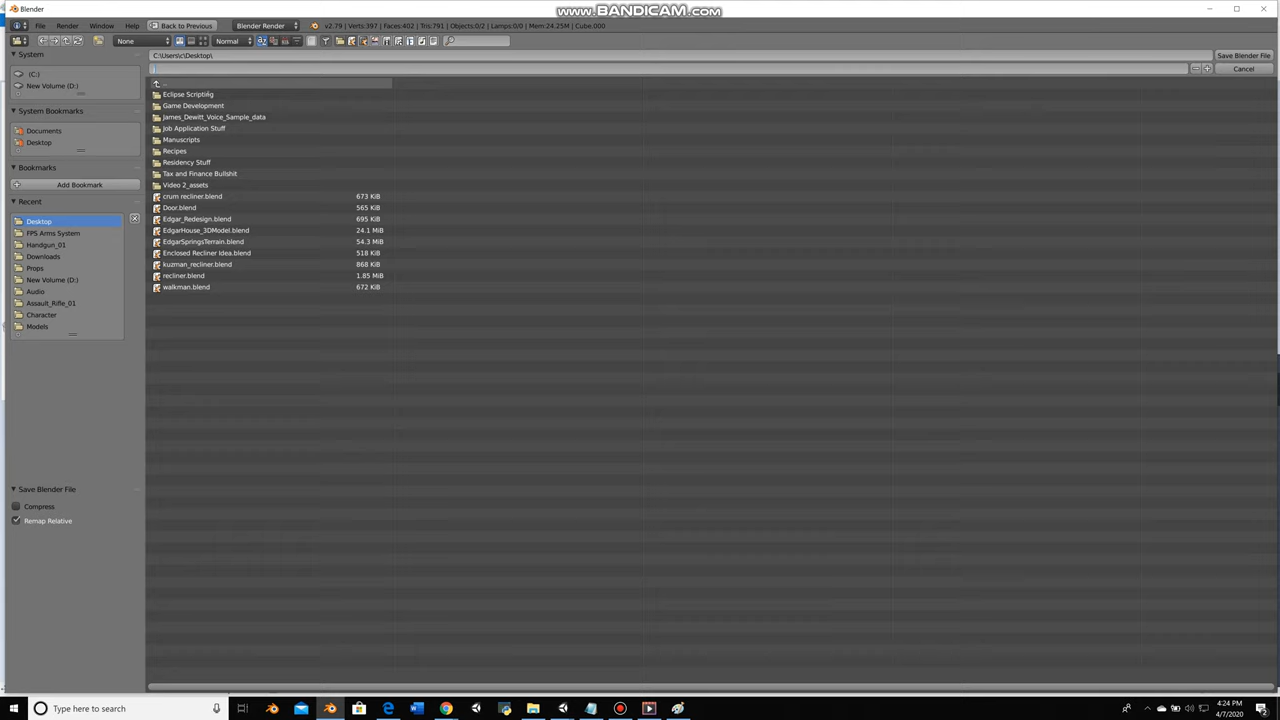 www.BANDICAM.com
Blender
File Render Window Help Back to Previous Blender Render v2.79 | Verts:397 | Faces:402 | Tris:791 | Objects:0/2 | Lamps:0/0 | Mem:24.25M | Cube.000
None Normal
System
(C:)
New Volume (D:)
System Bookmarks
Documents
Desktop
Bookmarks
Add Bookmark
Recent
Desktop
FPS Arms System
Handgun_01
Downloads
Props
New Volume (D:)
Audio
Assault_Rifle_01
Character
Models
Save Blender File
Compress
Remap Relative
C:\Users\c\Desktop\ Save Blender File
Cancel
..
Eclipse Scripting
Game Development
James_Dewitt_Voice_Sample_data
Job Application Stuff
Manuscripts
Recipes
Residency Stuff
Tax and Finance Bullshit
Video 2_assets
crum recliner.blend 673 KiB
Door.blend 565 KiB
Edgar_Redesign.blend 695 KiB
EdgarHouse_3DModel.blend 24.1 MiB
EdgarSpringsTerrain.blend 54.3 MiB
Enclosed Recliner Idea.blend 518 KiB
kuzman_recliner.blend 868 KiB
recliner.blend 1.85 MiB
walkman.blend 672 KiB
Type here to search
4:24 PM
4/7/2020